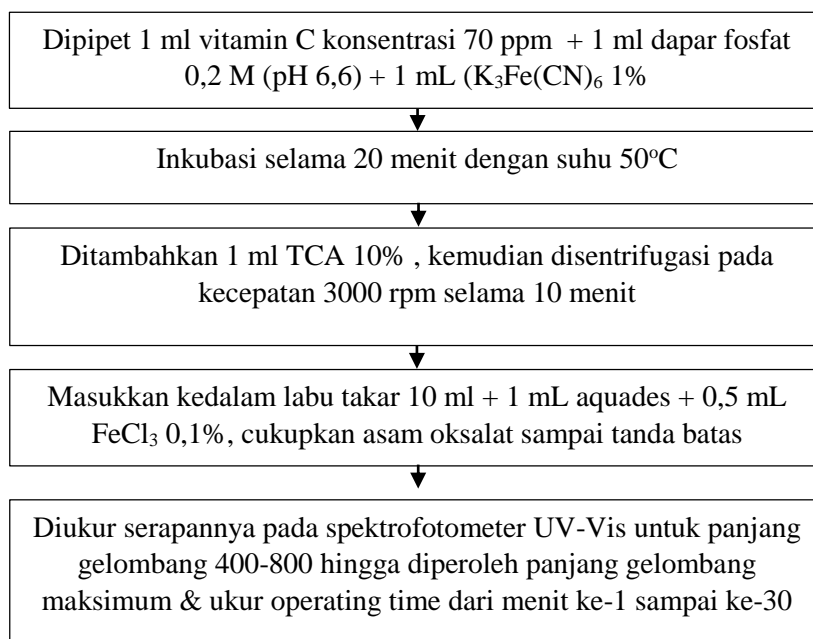 Dipipet 1 ml vitamin C konsentrasi 70 ppm + 1 ml dapar fosfat
0,2 M (pH 6,6) + 1 mL (K₃Fe(CN)₆ 1%
Inkubasi selama 20 menit dengan suhu 50°C
Ditambahkan 1 ml TCA 10% , kemudian disentrifugasi pada
kecepatan 3000 rpm selama 10 menit
Masukkan kedalam labu takar 10 ml + 1 mL aquades + 0,5 mL
FeCl₃ 0,1%, cukupkan asam oksalat sampai tanda batas
Diukur serapannya pada spektrofotometer UV-Vis untuk panjang
gelombang 400-800 hingga diperoleh panjang gelombang
maksimum & ukur operating time dari menit ke-1 sampai ke-30